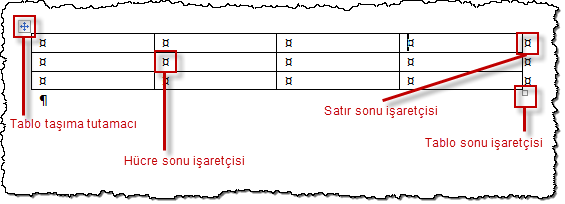 ¤ ¤ ¤ ¤ ¤
¤ ¤ ¤ ¤ ¤
¤ ¤ ¤ ¤ ¤
¶
Satır sonu işaretçisi
Tablo taşıma tutamacı
Tablo sonu işaretçisi
Hücre sonu işaretçisi